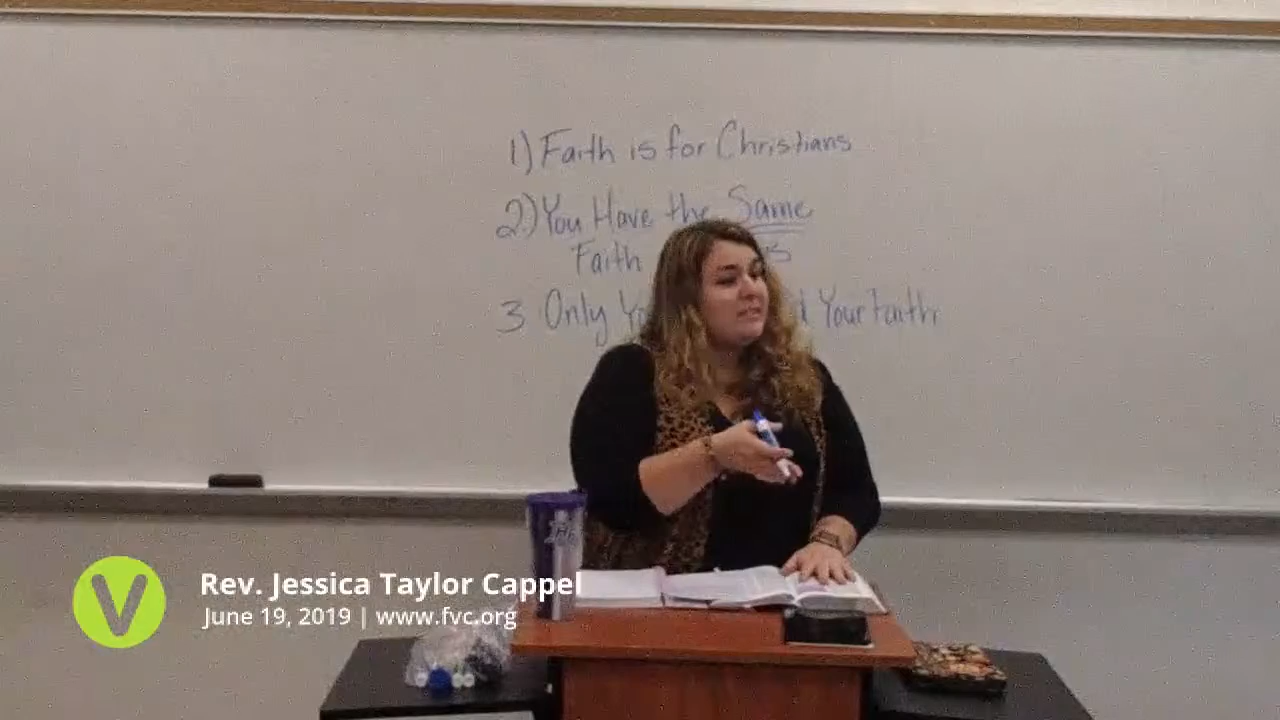 1) Faith is for Christians
2.) You Have the Same
Faith
3 Only Your Faith
V
Rev. Jessica Taylor Cappel
June 19, 2019 | www.fvc.org